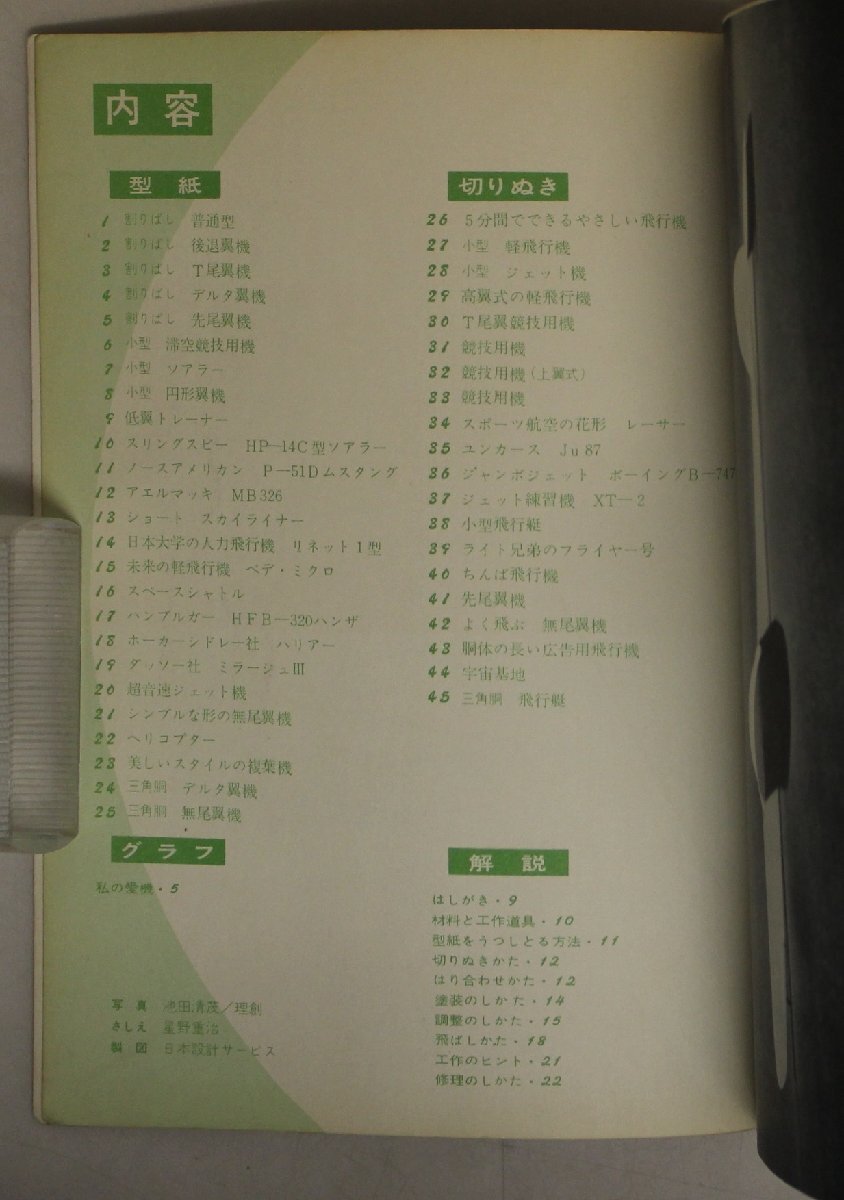 内容
型紙
1 割りばし 普通型
2 割りばし 後退翼機
3 割りばし T尾翼機
4 割りばし デルタ翼機
5 割りばし 先尾翼機
6 小型 滞空競技用機
7 小型 ソアラー
8 小型 円形翼機
9 低翼トレーナー
10 スリングスビー HP—14C型ソアラー
11 ノースアメリカン P—51Dムスタング
12 アエルマッキ MB326
13 ショート スカイライナー
14 日本大学の人力飛行機 リネット1型
15 未来の軽飛行機 ベデ・ミクロ
16 スペースシャトル
17 ハンブルガー HFB—320ハンザ
18 ホーカーシドレー社 ハリアー
19 ダッソー社 ミラージュIII
20 超音速ジェット機
21 シンプルな形の無尾翼機
22 ヘリコプター
23 美しいスタイルの複葉機
24 三角胴 デルタ翼機
25 三角胴 無尾翼機
グラフ
私の愛機・5
写真 池田清茂／理創
さしえ 星野重治
製図 日本設計サービス
切りぬき
26 5分間でできるやさしい飛行機
27 小型 軽飛行機
28 小型 ジェット機
29 高翼式の軽飛行機
30 T尾翼競技用機
31 競技用機
32 競技用機（上翼式）
33 競技用機
34 スポーツ航空の花形 レーサー
35 ユンカース Ju87
36 ジャンボジェット ボーイングB—747
37 ジェット練習機 XT—2
38 小型飛行艇
39 ライト兄弟のフライヤー号
40 ちんば飛行機
41 先尾翼機
42 よく飛ぶ 無尾翼機
43 胴体の長い広告用飛行機
44 宇宙基地
45 三角胴 飛行艇
解説
はしがき・9
材料と工作道具・10
型紙をうつしとる方法・11
切りぬきかた・12
はり合わせかた・12
塗装のしかた・14
調整のしかた・15
飛ばしかた・18
工作のヒント・21
修理のしかた・22